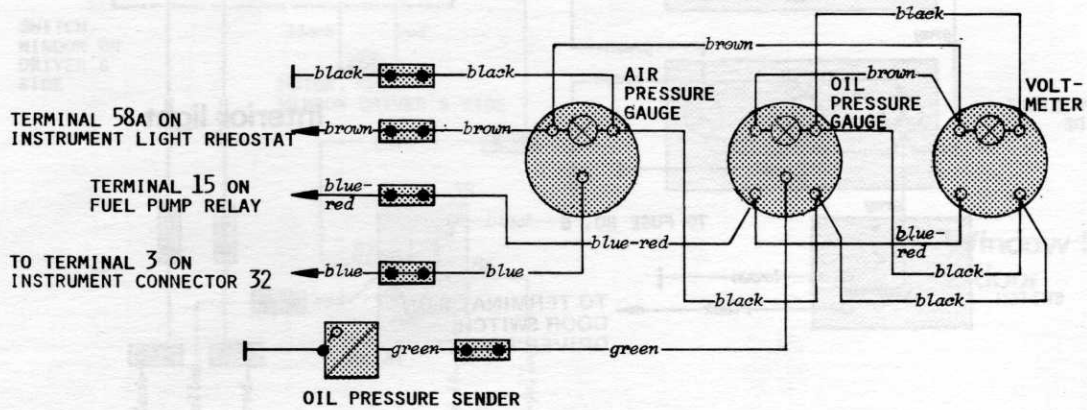 black
brown
black
black
AIR
PRESSURE
GAUGE
brown
OIL
PRESSURE
GAUGE
VOLT-
METER
TERMINAL 58A ON
INSTRUMENT LIGHT RHEOSTAT
brown
brown
TERMINAL 15 ON
FUEL PUMP RELAY
blue-
red
blue-red
blue-
red
TO TERMINAL 3 ON
INSTRUMENT CONNECTOR 32
blue
blue
black
black
black
green
green
OIL PRESSURE SENDER